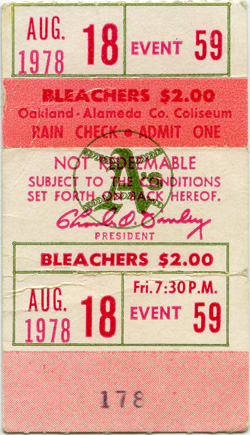 AUG. 18 EVENT 59
1978
BLEACHERS $2.00
Oakland-Alameda Co. Coliseum
RAIN CHECK • ADMIT ONE
NOT REDEEMABLE
A's
SUBJECT TO THE CONDITIONS
SET FORTH ON BACK HEREOF.
PRESIDENT
BLEACHERS $2.00
AUG. 18 Fri. 7:30 P.M.
1978 EVENT 59
178